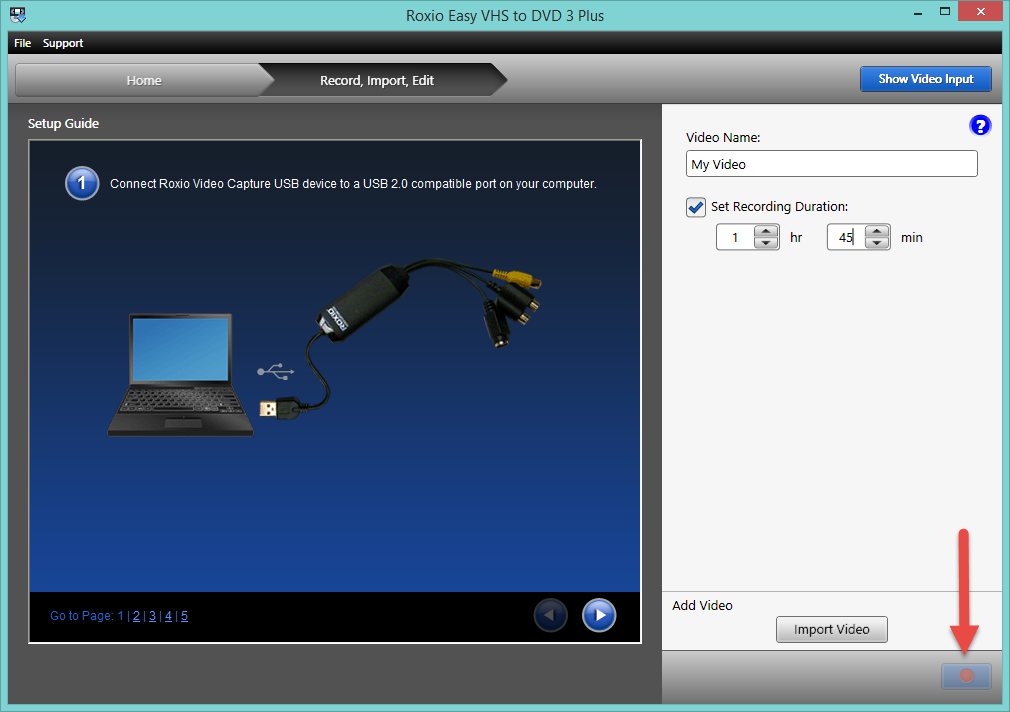 Roxio Easy VHS to DVD 3 Plus
File Support
Home Record, Import, Edit Show Video Input
Setup Guide
?
Video Name:
My Video
1 Connect Roxio Video Capture USB device to a USB 2.0 compatible port on your computer.
Set Recording Duration:
1 hr 45 min
ROXIO
Go to Page: 1 | 2 | 3 | 4 | 5
Add Video
Import Video